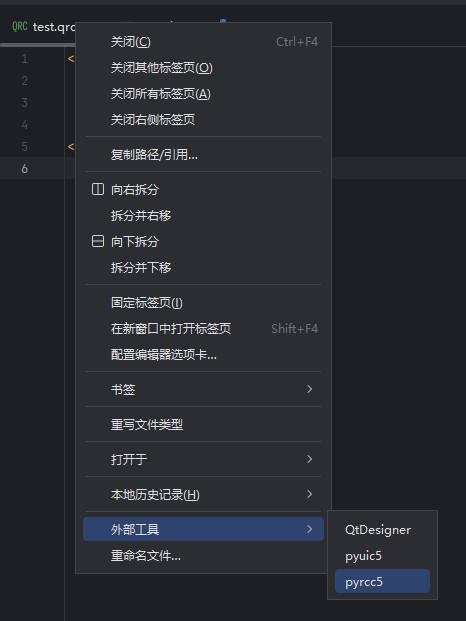 QRC test.qrc
1 <
2
3
4
5 <
6
关闭(C) Ctrl+F4
关闭其他标签页(O)
关闭所有标签页(A)
关闭右侧标签页
复制路径/引用...
向右拆分
拆分并右移
向下拆分
拆分并下移
固定标签页(I)
在新窗口中打开标签页 Shift+F4
配置编辑器选项卡...
书签
重写文件类型
打开于
本地历史记录(H)
外部工具
重命名文件...
QtDesigner
pyuic5
pyrcc5